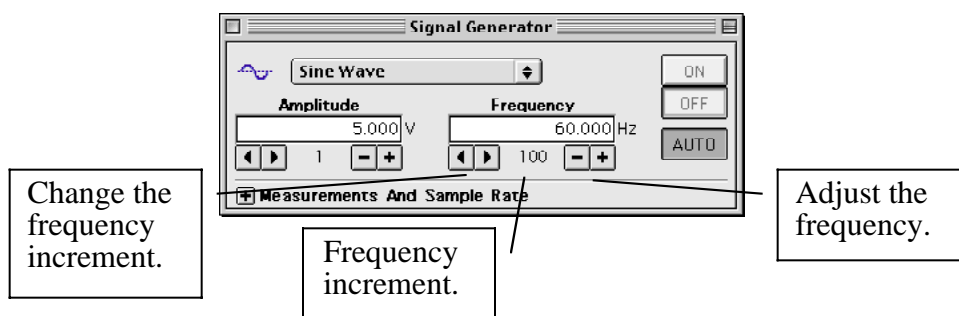 Signal Generator
Sine Wave
ON
OFF
AUTO
Amplitude
Frequency
5.000 V
60.000 Hz
1
100
Measurements And Sample Rate
Change the
frequency
increment.
Frequency
increment.
Adjust the
frequency.